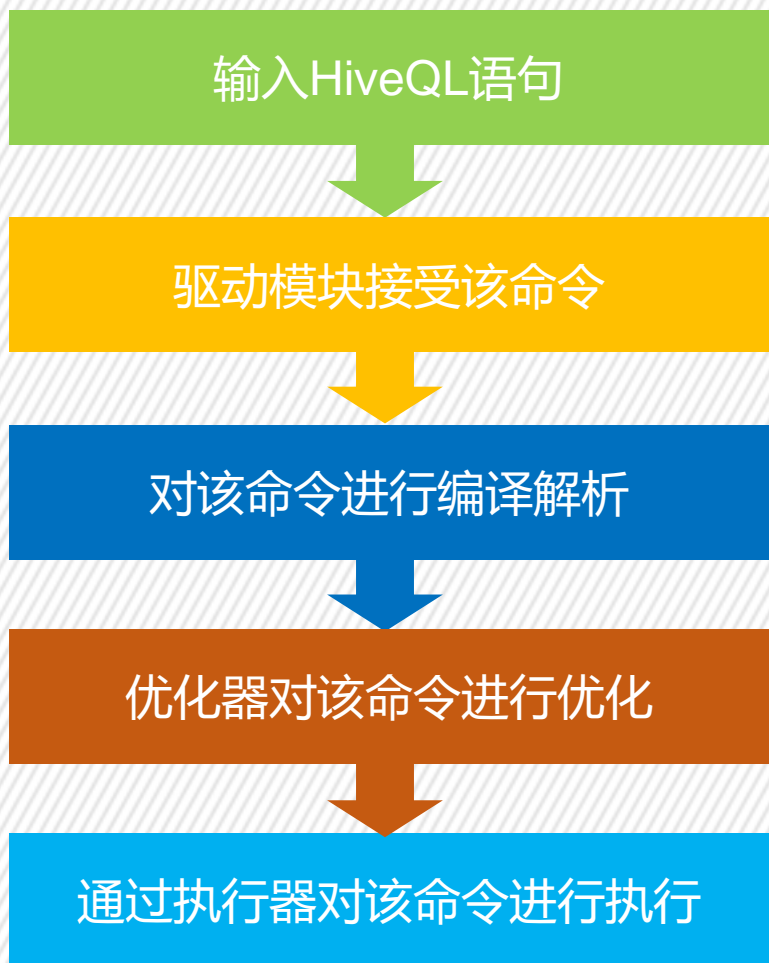 输入HiveQL语句
驱动模块接受该命令
对该命令进行编译解析
优化器对该命令进行优化
通过执行器对该命令进行执行